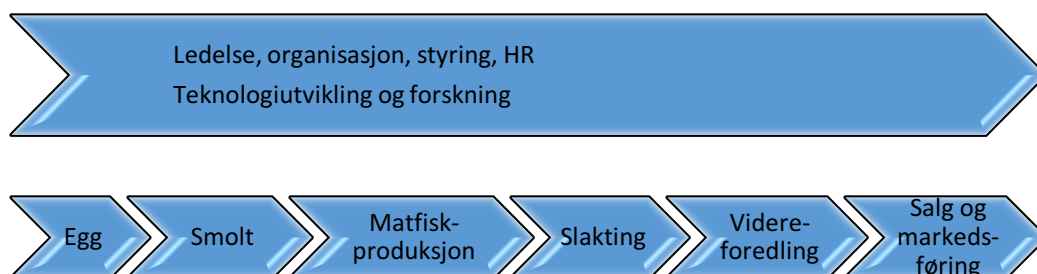 Ledelse, organisasjon, styring, HR
Teknologiutvikling og forskning
Egg
Smolt
Matfisk-
produksjon
Slakting
Videre-
foredling
Salg og
markeds-
føring